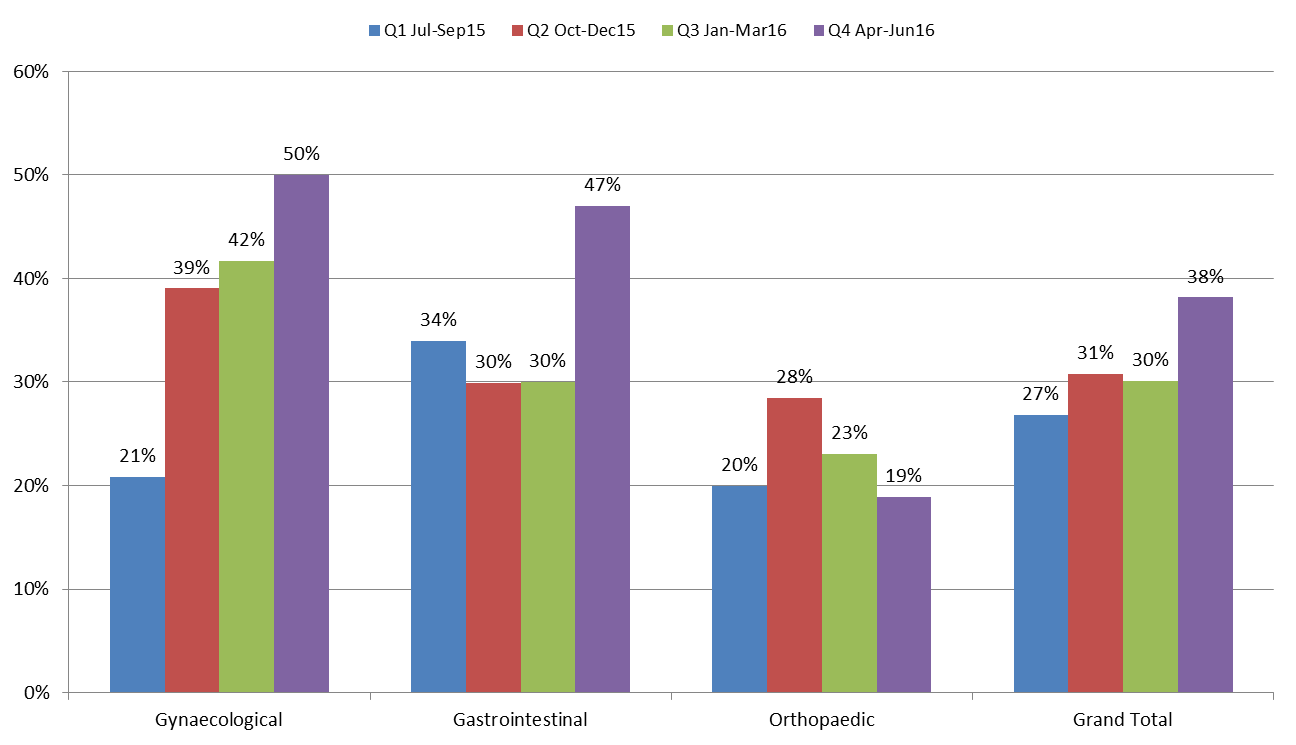 Q1 Jul-Sep15 Q2 Oct-Dec15 Q3 Jan-Mar16 Q4 Apr-Jun16
60%
50%
40%
30%
20%
10%
0%
21% 39% 42% 50%
34% 30% 30% 47%
20% 28% 23% 19%
27% 31% 30% 38%
Gynaecological Gastrointestinal Orthopaedic Grand Total